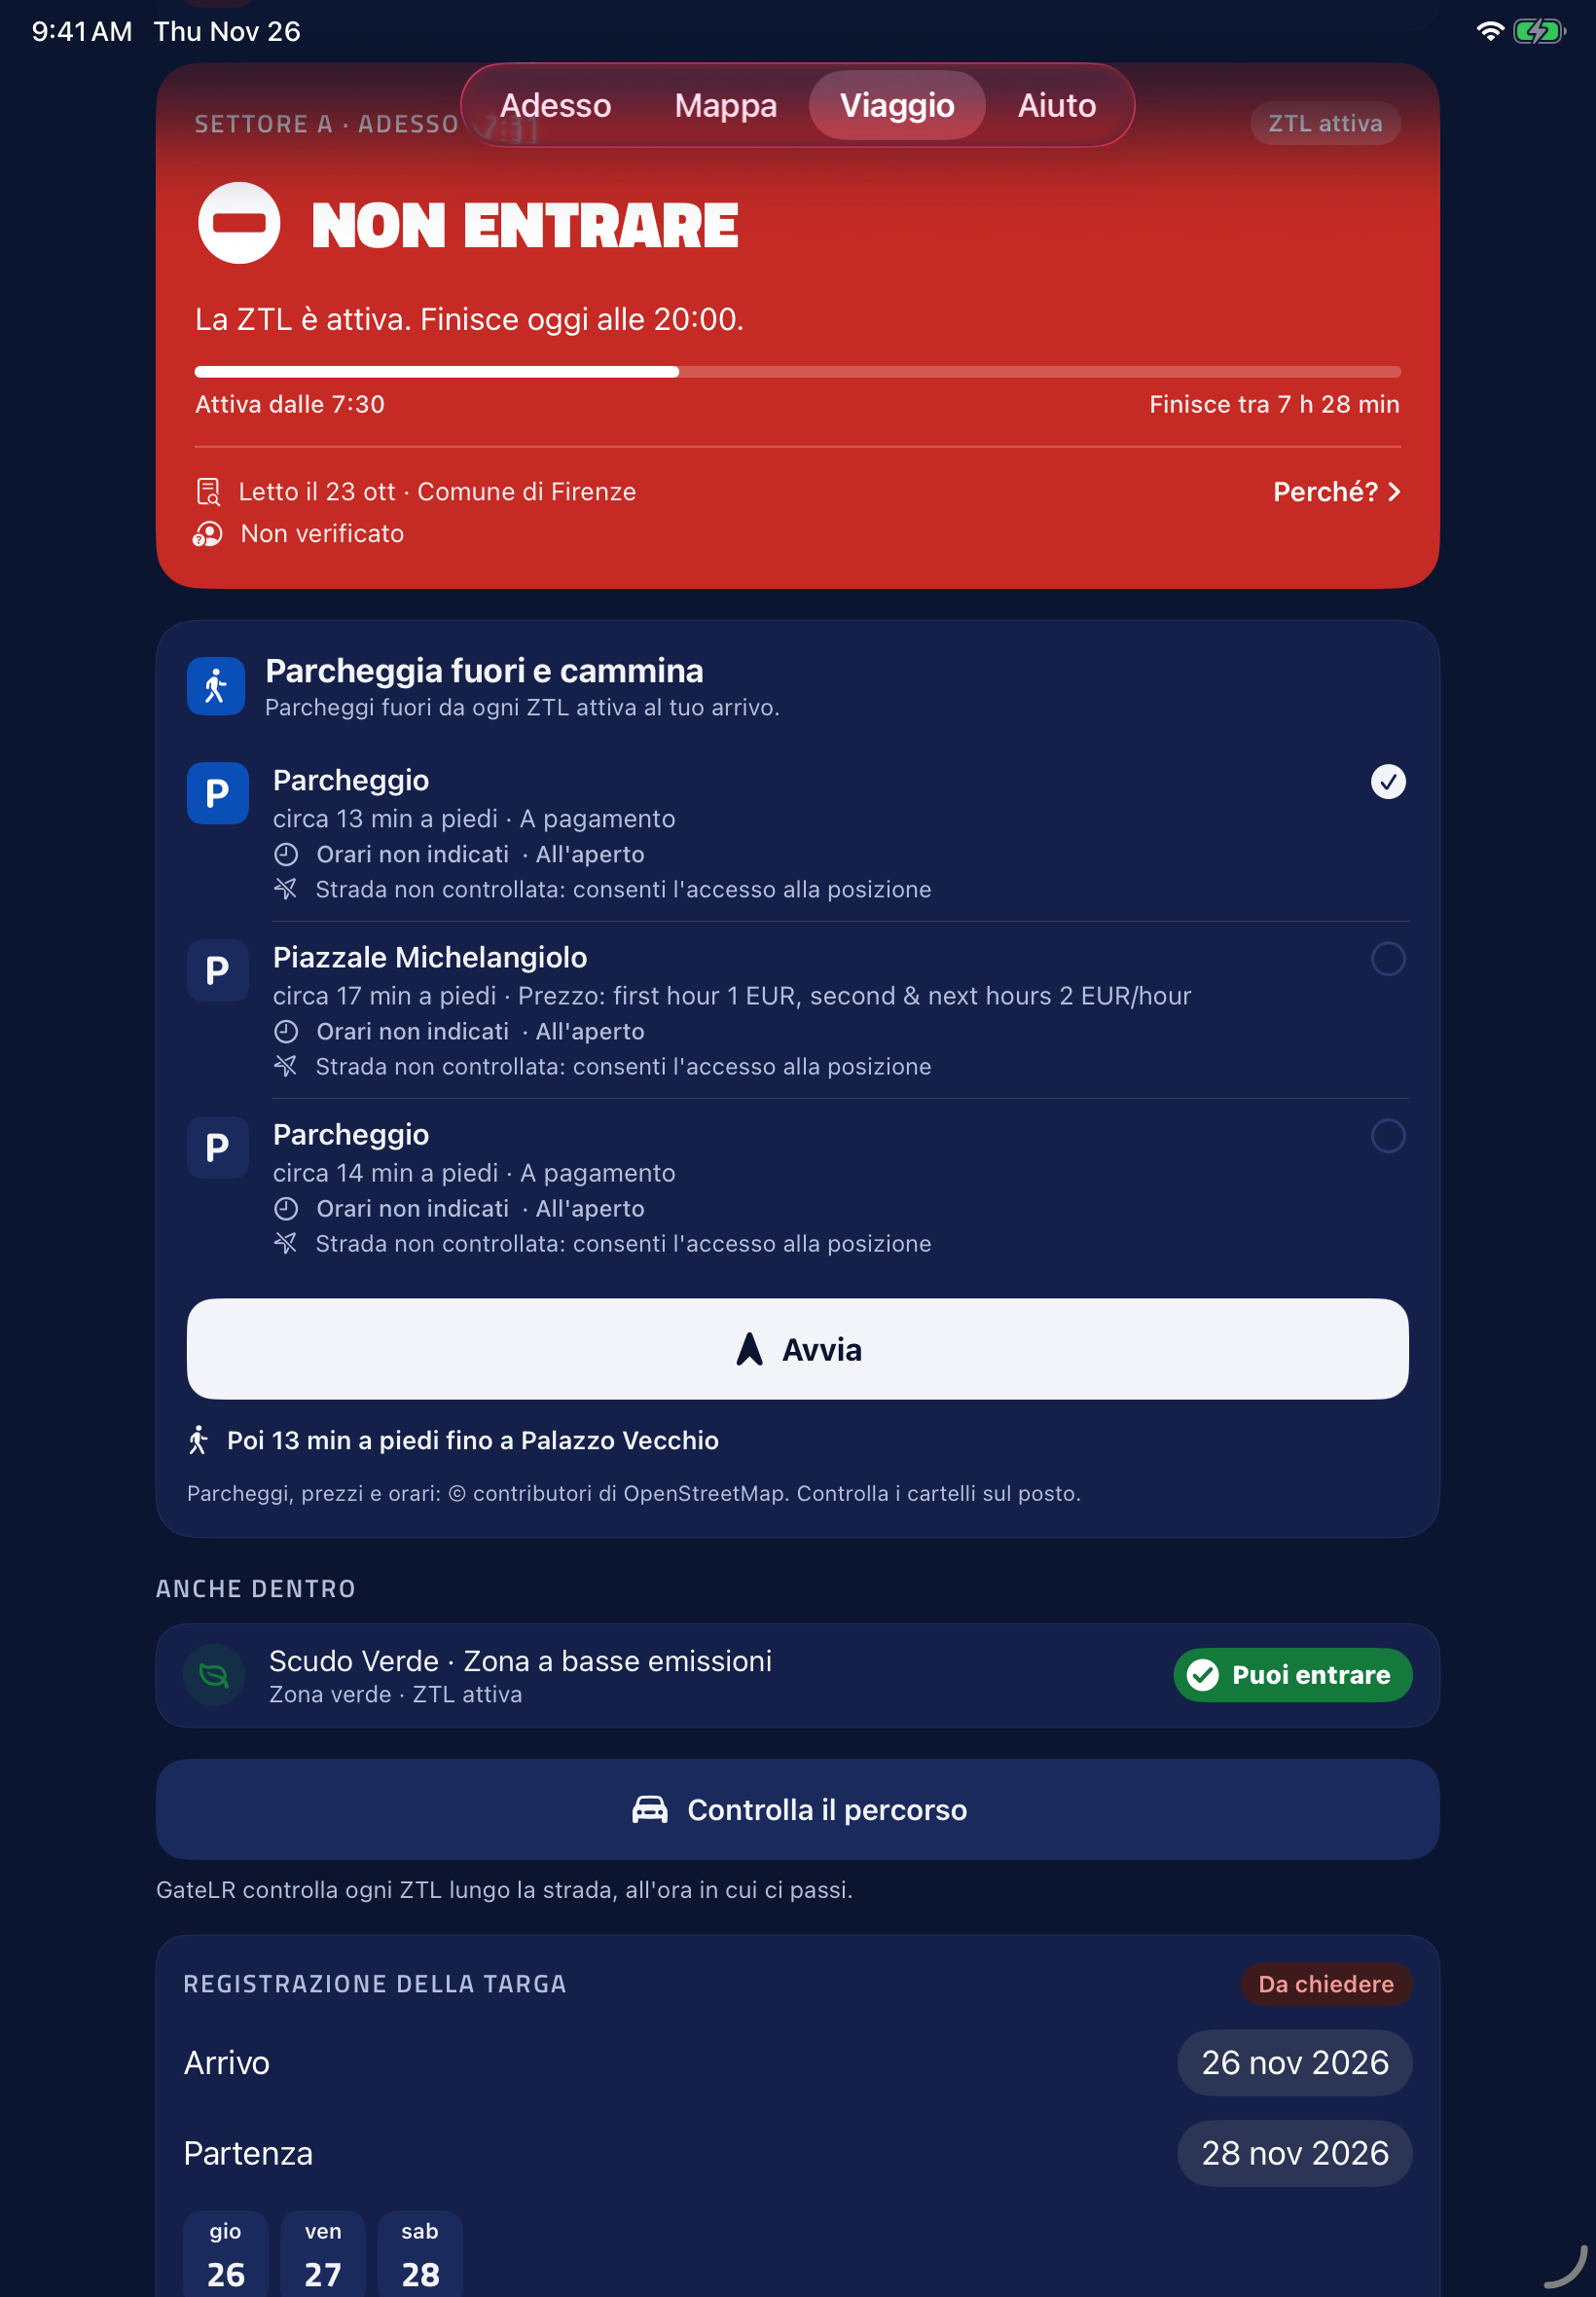 9:41 AM Thu Nov 26
Adesso Mappa Viaggio Aiuto
SETTORE A · ADESSO
ZTL attiva
NON ENTRARE
La ZTL è attiva. Finisce oggi alle 20:00.
Attiva dalle 7:30
Finisce tra 7 h 28 min
Letto il 23 ott · Comune di Firenze
Perché?
Non verificato
Parcheggia fuori e cammina
Parcheggi fuori da ogni ZTL attiva al tuo arrivo.
P
Parcheggio
circa 13 min a piedi · A pagamento
Orari non indicati · All'aperto
Strada non controllata: consenti l'accesso alla posizione
P
Piazzale Michelangiolo
circa 17 min a piedi · Prezzo: first hour 1 EUR, second & next hours 2 EUR/hour
Orari non indicati · All'aperto
Strada non controllata: consenti l'accesso alla posizione
P
Parcheggio
circa 14 min a piedi · A pagamento
Orari non indicati · All'aperto
Strada non controllata: consenti l'accesso alla posizione
Avvia
Poi 13 min a piedi fino a Palazzo Vecchio
Parcheggi, prezzi e orari: © contributori di OpenStreetMap. Controlla i cartelli sul posto.
ANCHE DENTRO
Scudo Verde · Zona a basse emissioni
Zona verde · ZTL attiva
Puoi entrare
Controlla il percorso
GateLR controlla ogni ZTL lungo la strada, all'ora in cui ci passi.
REGISTRAZIONE DELLA TARGA
Da chiedere
Arrivo
26 nov 2026
Partenza
28 nov 2026
gio ven sab
26 27 28